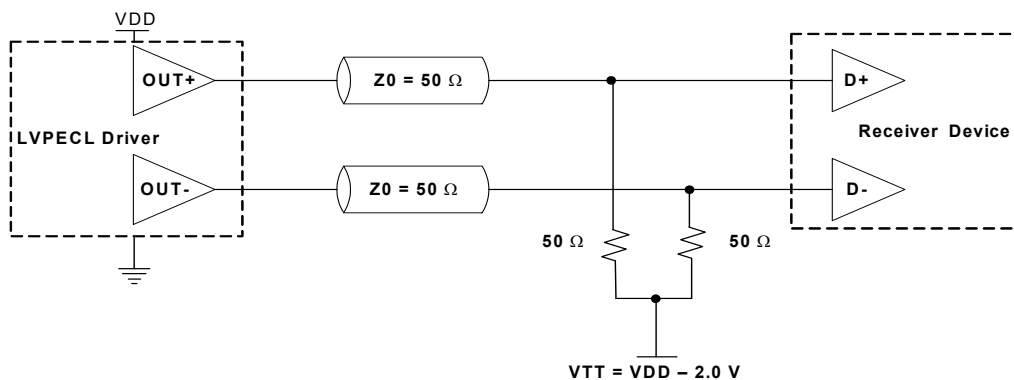 VDD
OUT+
Z0 = 50 Ω
D+
LVPECL Driver
Receiver Device
OUT-
Z0 = 50 Ω
D-
50 Ω
50 Ω
VTT = VDD – 2.0 V